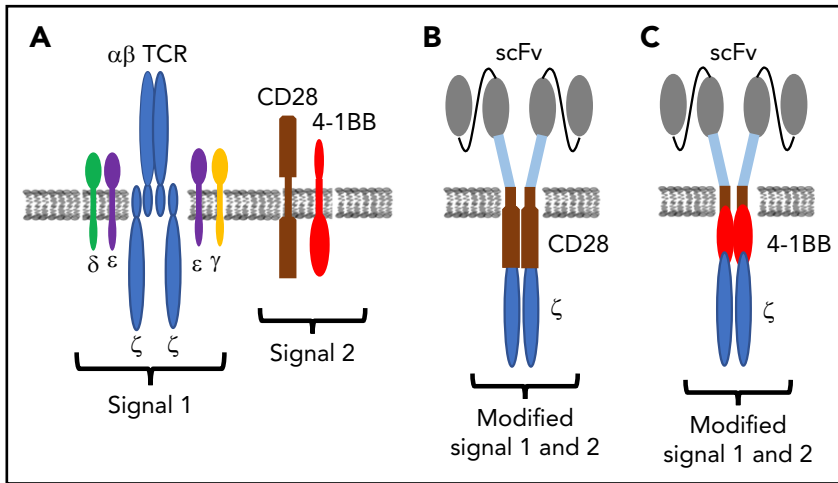 A
αβ TCR
CD28
4-1BB
δ
ε
ε
γ
ζ
ζ
Signal 1
Signal 2
B
scFv
CD28
ζ
Modified
signal 1 and 2
C
scFv
4-1BB
ζ
Modified
signal 1 and 2